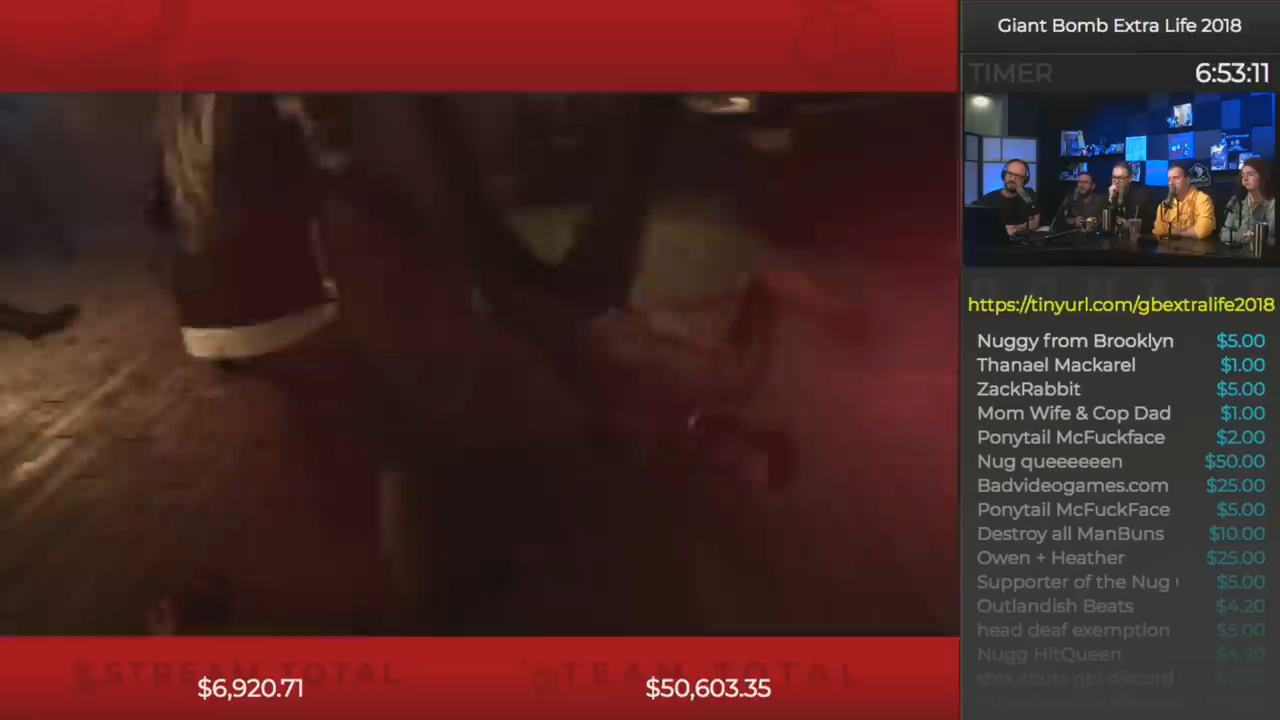 Giant Bomb Extra Life 2018
TIMER
6:53:11
DONATE
https://tinyurl.com/gbextralife2018
Nuggy from Brooklyn $5.00
Thanael Mackarel $1.00
ZackRabbit $5.00
Mom Wife & Cop Dad $1.00
Ponytail McFuckface $2.00
Nug queeeeeen $50.00
Badvideogames.com $25.00
Ponytail McFuckFace $5.00
Destroy all ManBuns $10.00
Owen + Heather $25.00
Supporter of the Nug $5.00
Outlandish Beats $4.20
head deaf exemption $5.00
Nugg HitQueen $4.20
shoutouts gbl discord
STREAM TOTAL
$6,920.71
TEAM TOTAL
$50,603.35